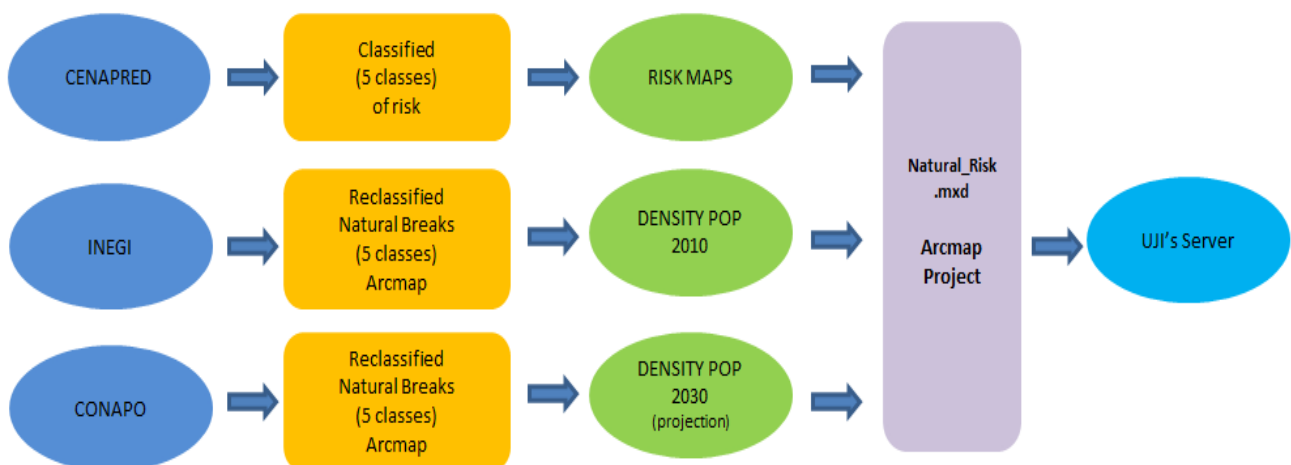 CENAPRED
Classified
(5 classes)
of risk
RISK MAPS
INEGI
Reclassified
Natural Breaks
(5 classes)
Arcmap
DENSITY POP
2010
CONAPO
Reclassified
Natural Breaks
(5 classes)
Arcmap
DENSITY POP
2030
(projection)
Natural_Risk
.mxd
Arcmap
Project
UJI's Server